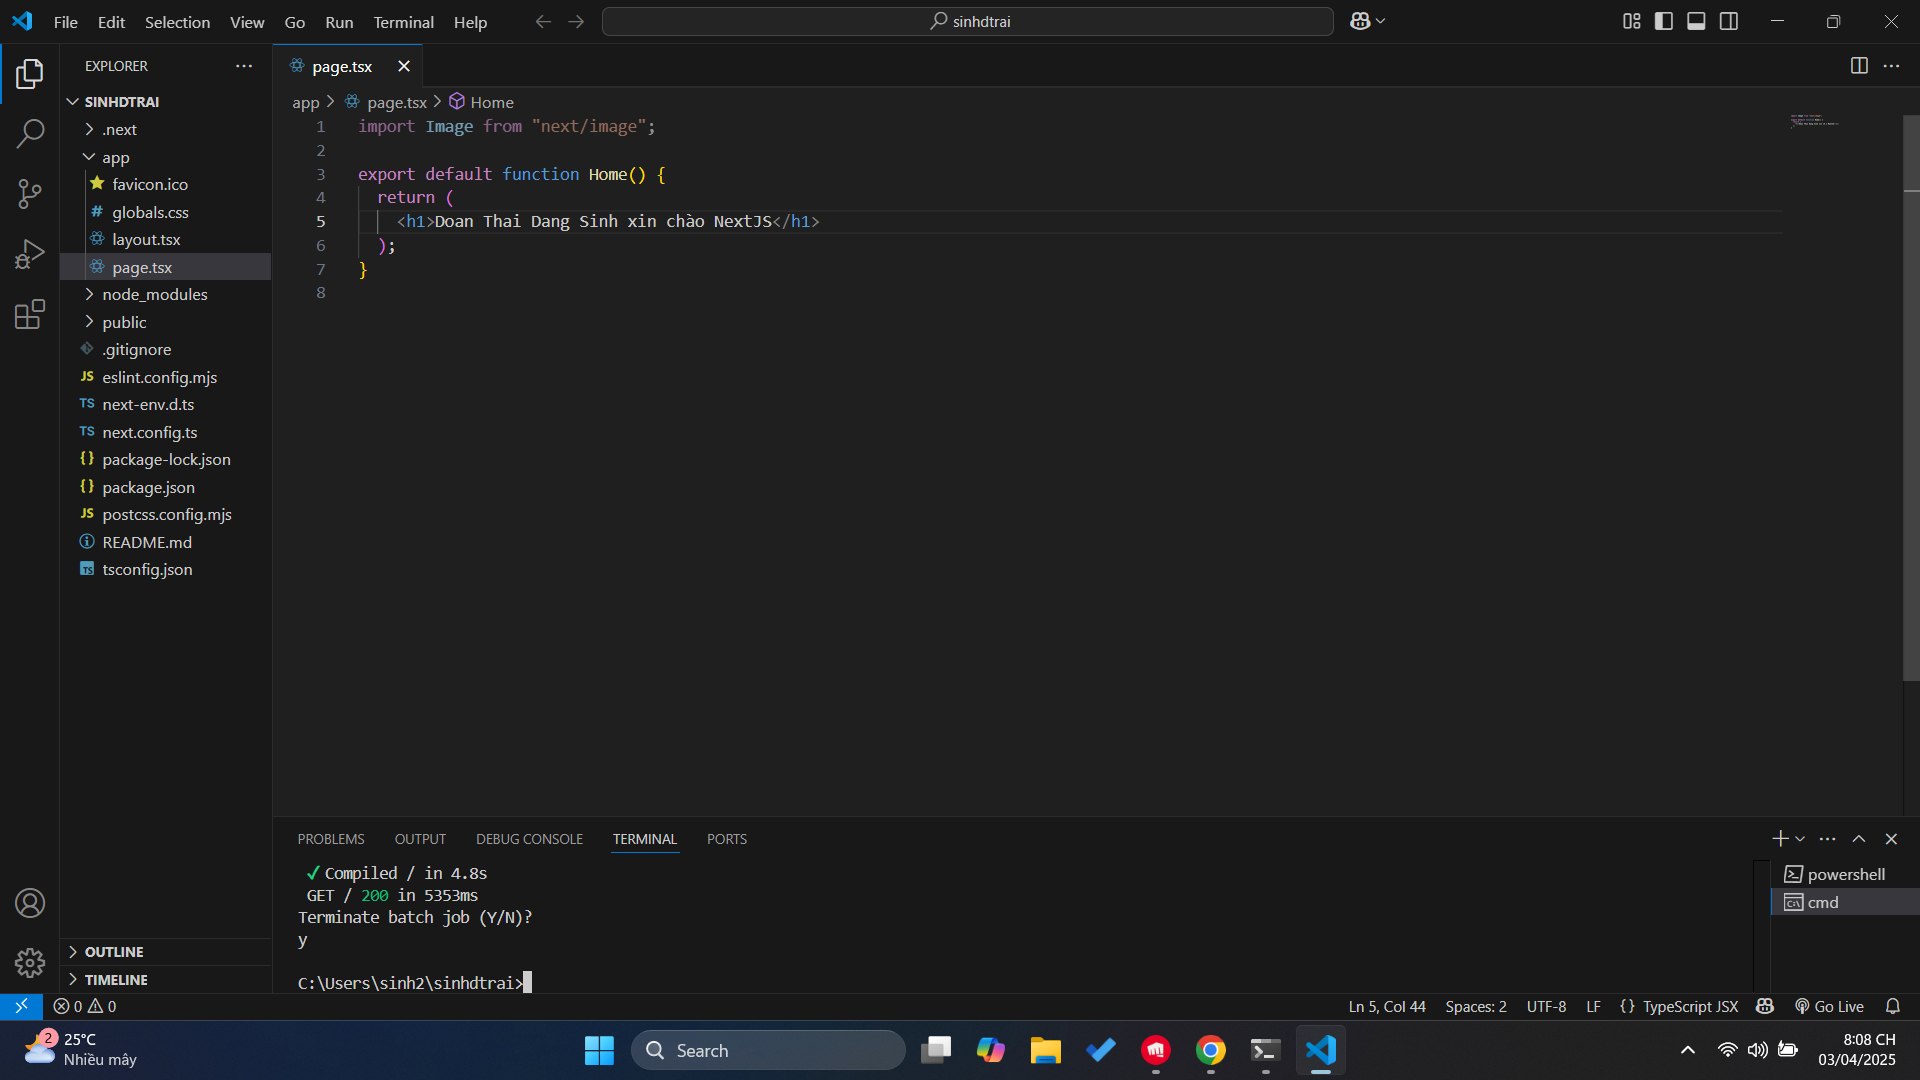 File Edit Selection View Go Run Terminal Help
sinhdtrai
EXPLORER
SINHDTRAI
.next
app
favicon.ico
globals.css
layout.tsx
page.tsx
node_modules
public
.gitignore
JS eslint.config.mjs
TS next-env.d.ts
TS next.config.ts
{} package-lock.json
{} package.json
JS postcss.config.mjs
README.md
TS tsconfig.json
OUTLINE
TIMELINE
page.tsx
app > page.tsx > Home
1 import Image from "next/image";
2
3 export default function Home() {
4 return (
5 <h1>Doan Thai Dang Sinh xin chào NextJS</h1>
6 );
7 }
8
PROBLEMS OUTPUT DEBUG CONSOLE TERMINAL PORTS
✓ Compiled / in 4.8s
GET / 200 in 5353ms
Terminate batch job (Y/N)?
y
C:\Users\sinh2\sinhdtrai>
powershell
cmd
0 0
Ln 5, Col 44 Spaces: 2 UTF-8 LF {} TypeScript JSX Go Live
2
25°C
Nhiều mây
Search
8:08 CH
03/04/2025